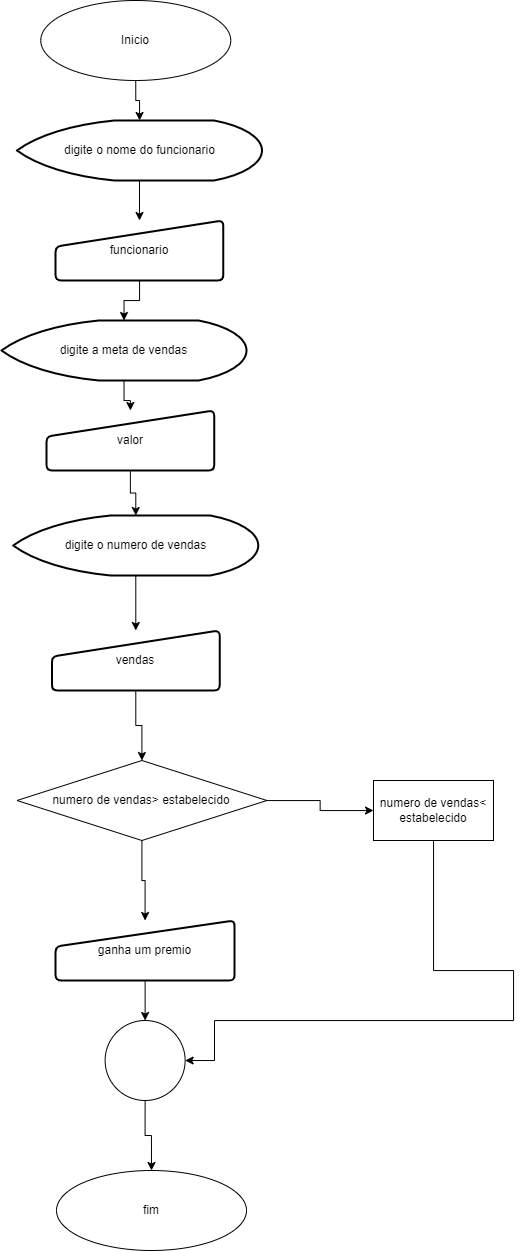 Inicio
digite o nome do funcionario
funcionario
digite a meta de vendas
valor
digite o numero de vendas
vendas
numero de vendas> estabelecido
numero de vendas<
estabelecido
ganha um premio
fim